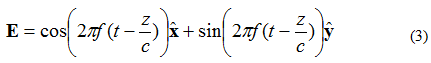 E = cos(2πf(t − z/c))x̂ + sin(2πf(t − z/c))ŷ (3)